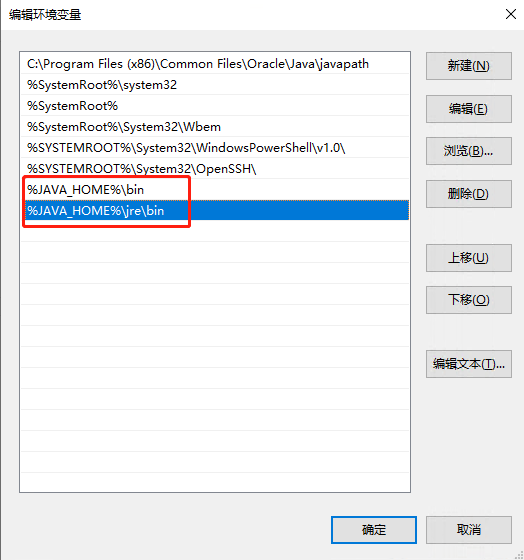 编辑环境变量
C:\Program Files (x86)\Common Files\Oracle\Java\javapath
%SystemRoot%\system32
%SystemRoot%
%SystemRoot%\System32\Wbem
%SYSTEMROOT%\System32\WindowsPowerShell\v1.0\
%SYSTEMROOT%\System32\OpenSSH\
%JAVA_HOME%\bin
%JAVA_HOME%\jre\bin
新建(N)
编辑(E)
浏览(B)...
删除(D)
上移(U)
下移(O)
编辑文本(T)...
确定
取消